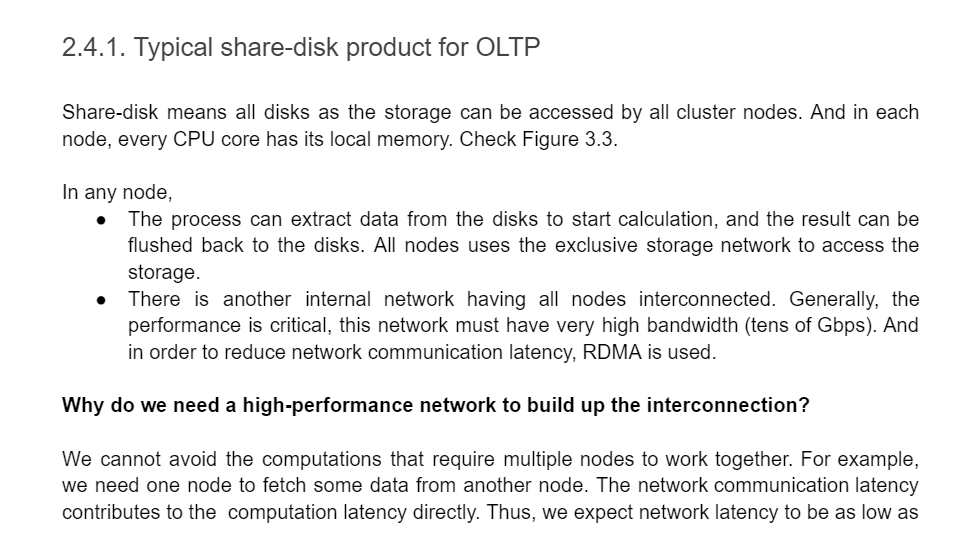 2.4.1. Typical share-disk product for OLTP
Share-disk means all disks as the storage can be accessed by all cluster nodes. And in each
node, every CPU core has its local memory. Check Figure 3.3.
In any node,
● The process can extract data from the disks to start calculation, and the result can be
flushed back to the disks. All nodes uses the exclusive storage network to access the
storage.
● There is another internal network having all nodes interconnected. Generally, the
performance is critical, this network must have very high bandwidth (tens of Gbps). And
in order to reduce network communication latency, RDMA is used.
Why do we need a high-performance network to build up the interconnection?
We cannot avoid the computations that require multiple nodes to work together. For example,
we need one node to fetch some data from another node. The network communication latency
contributes to the  computation latency directly. Thus, we expect network latency to be as low as